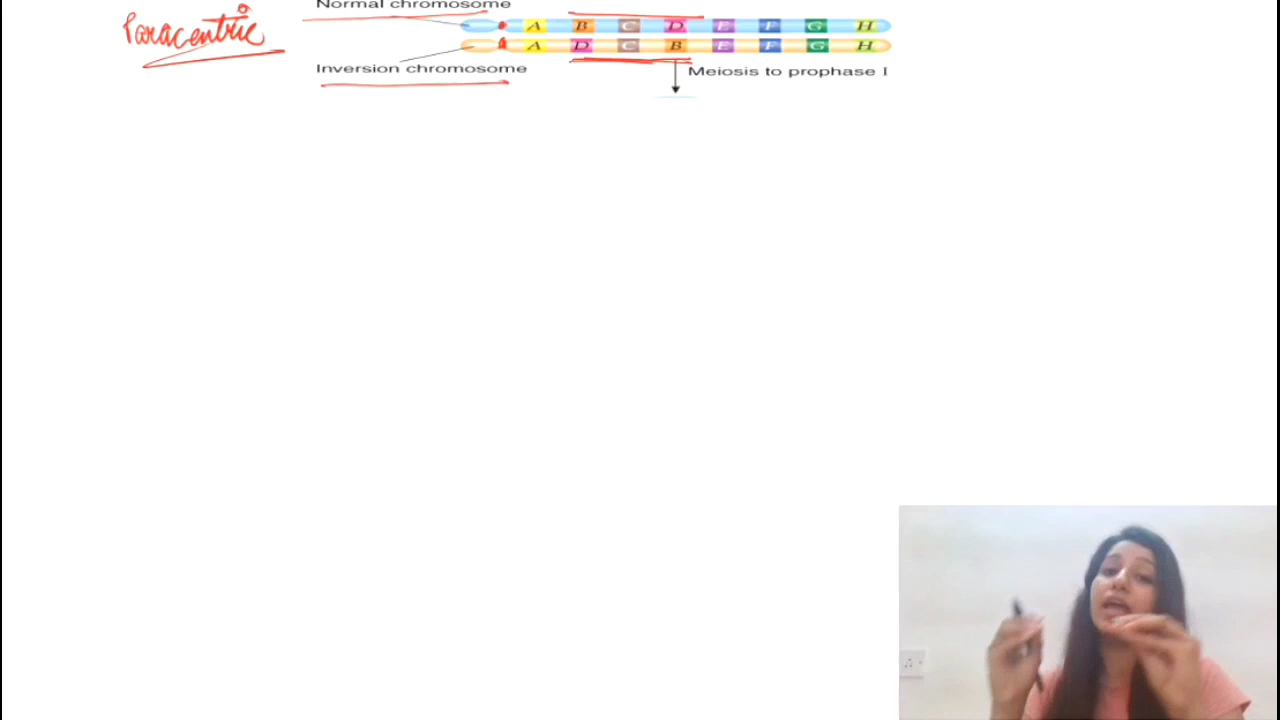 Normal chromosome
Paracentric
A B C D E F G H
A D C B E F G H
Inversion chromosome
Meiosis to prophase I